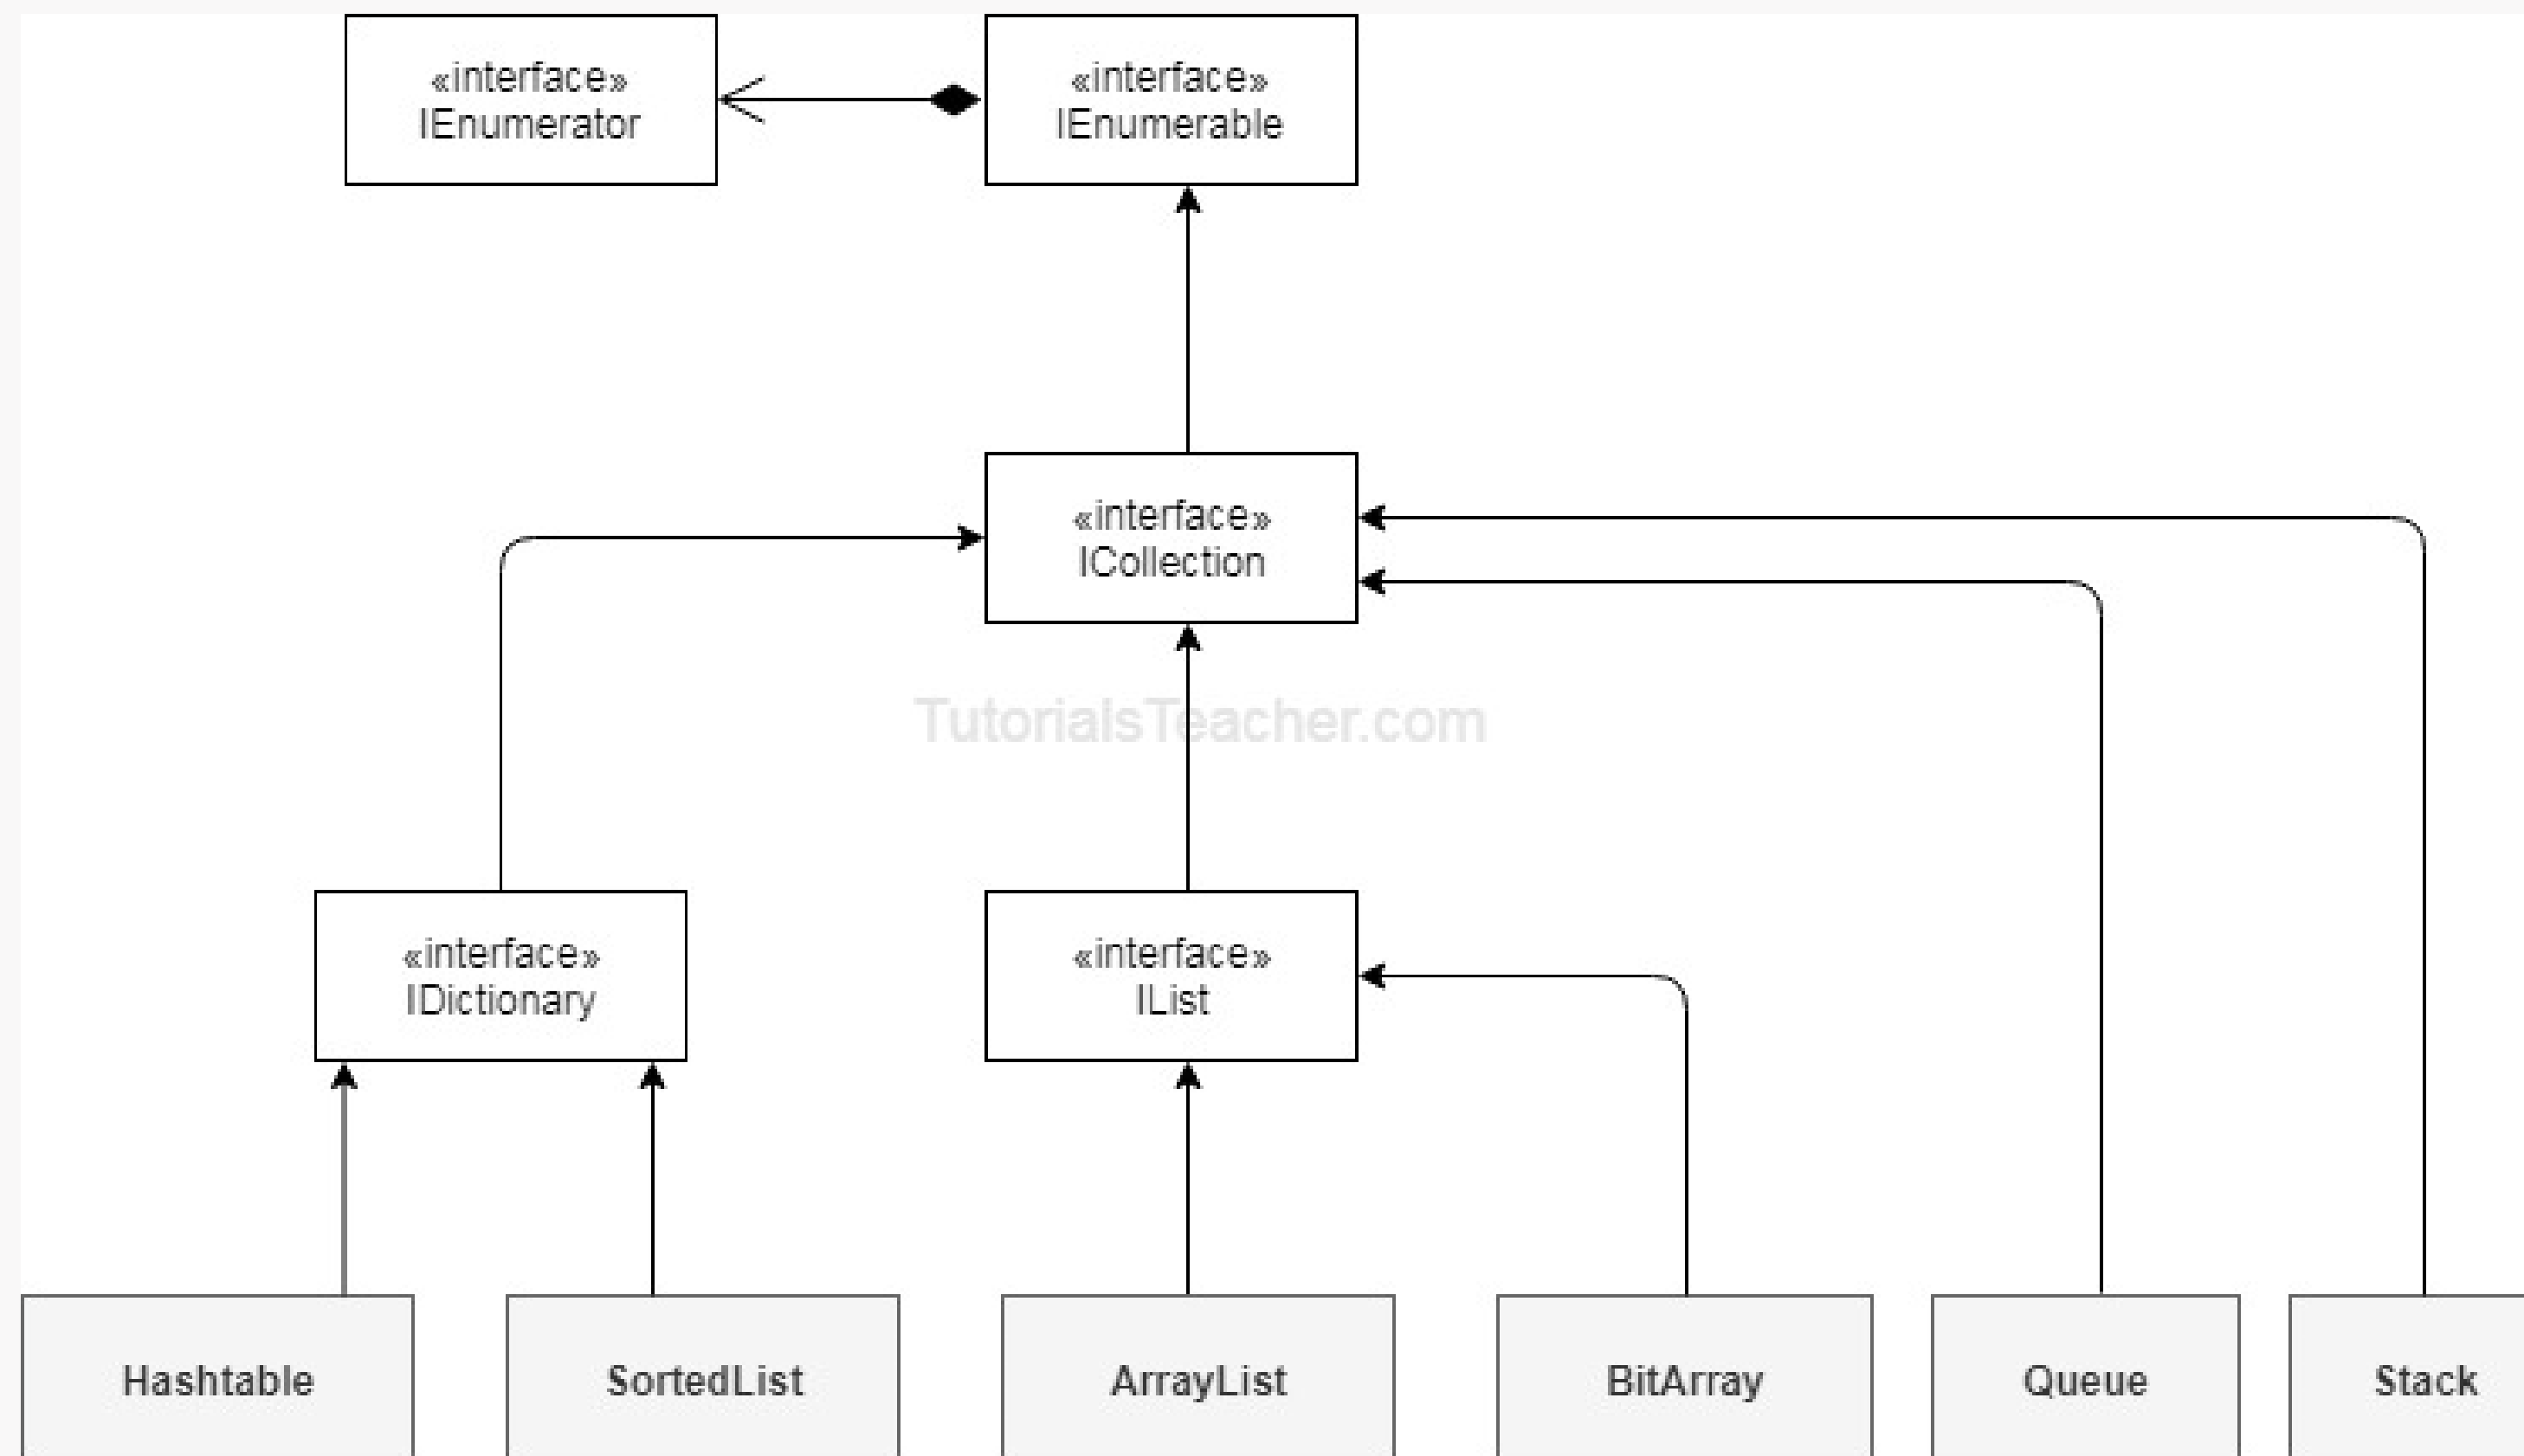 «interface»
IEnumerator
«interface»
IEnumerable
«interface»
ICollection
TutorialsTeacher.com
«interface»
IDictionary
«interface»
IList
Hashtable
SortedList
ArrayList
BitArray
Queue
Stack